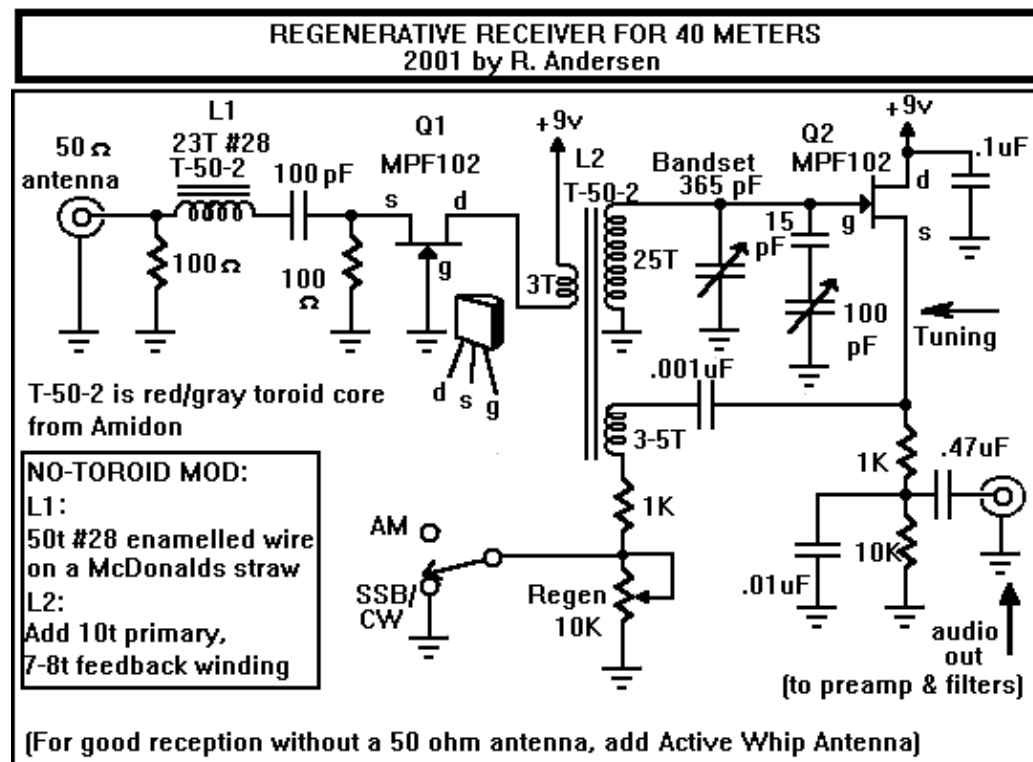 REGENERATIVE RECEIVER FOR 40 METERS
2001 by R. Andersen
L1
23T #28
T-50-2
50 Ω
antenna
100 pF
Q1
MPF102
s
d
g
100 Ω
100
Ω
+9v
L2
T-50-2
3T
25T
Bandset
365 pF
15
pF
Q2
MPF102
+9v
.1uF
d
g
s
100
pF
Tuning
d s g
T-50-2 is red/gray toroid core
from Amidon
.001uF
3-5T
1K
1K
.47uF
10K
.01uF
AM
SSB/
CW
Regen
10K
audio
out
(to preamp & filters)
NO-TOROID MOD:
L1:
50t #28 enamelled wire
on a McDonalds straw
L2:
Add 10t primary,
7-8t feedback winding
(For good reception without a 50 ohm antenna, add Active Whip Antenna)